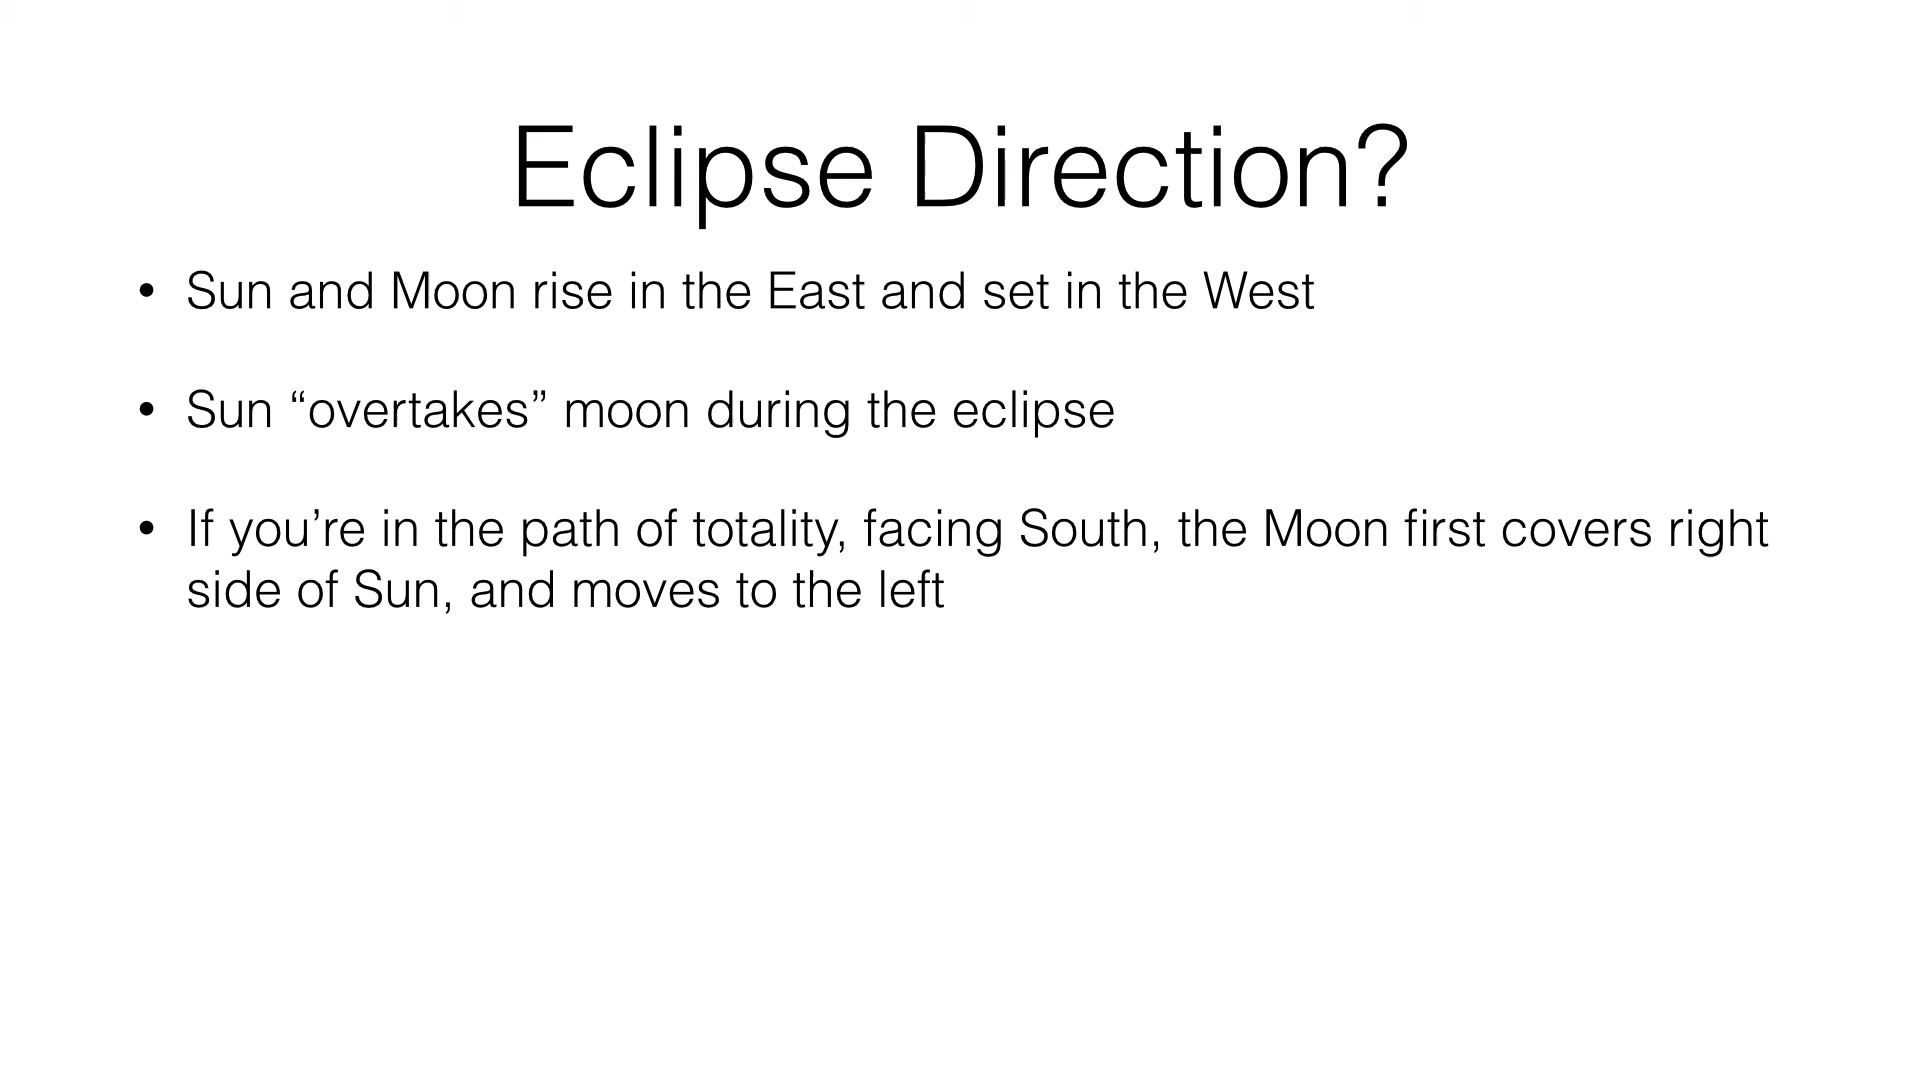 Eclipse Direction?
• Sun and Moon rise in the East and set in the West
• Sun “overtakes” moon during the eclipse
• If you’re in the path of totality, facing South, the Moon first covers right
side of Sun, and moves to the left